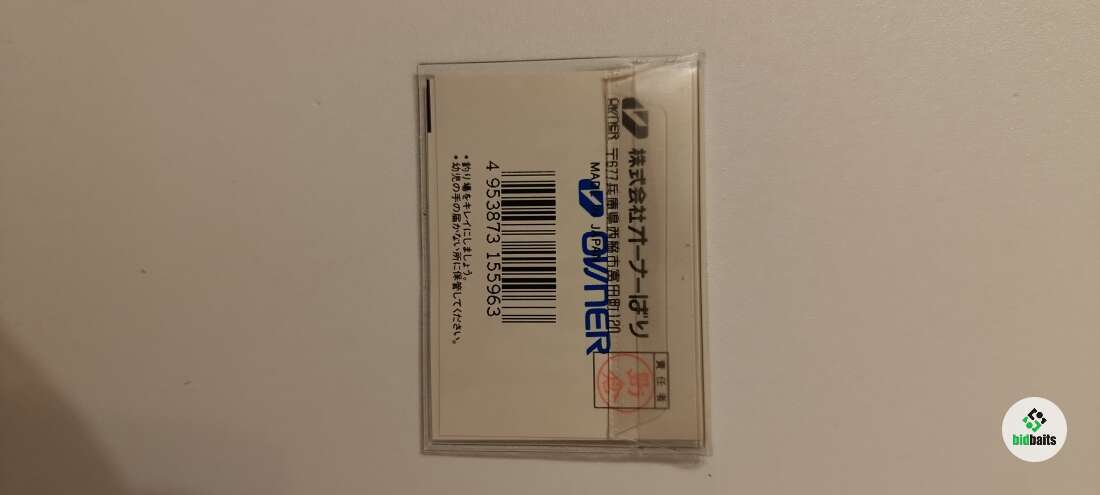 株式会社オーナーばり
OWNER 〒677兵庫県西脇市富田町120
MADE JAPAN
OWNER
責任者
4 953873 155963
*釣り場をキレイにしましょう。
*幼児の手の届かない所に保管してください。
bidbaits